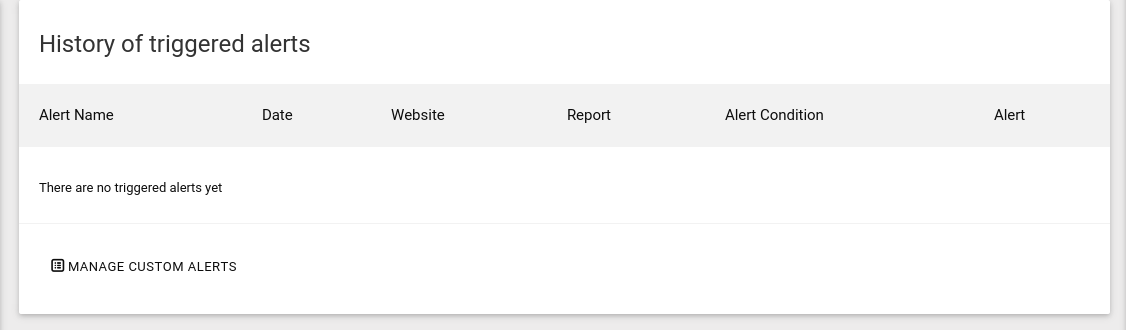 History of triggered alerts
Alert Name Date Website Report Alert Condition Alert
There are no triggered alerts yet
MANAGE CUSTOM ALERTS